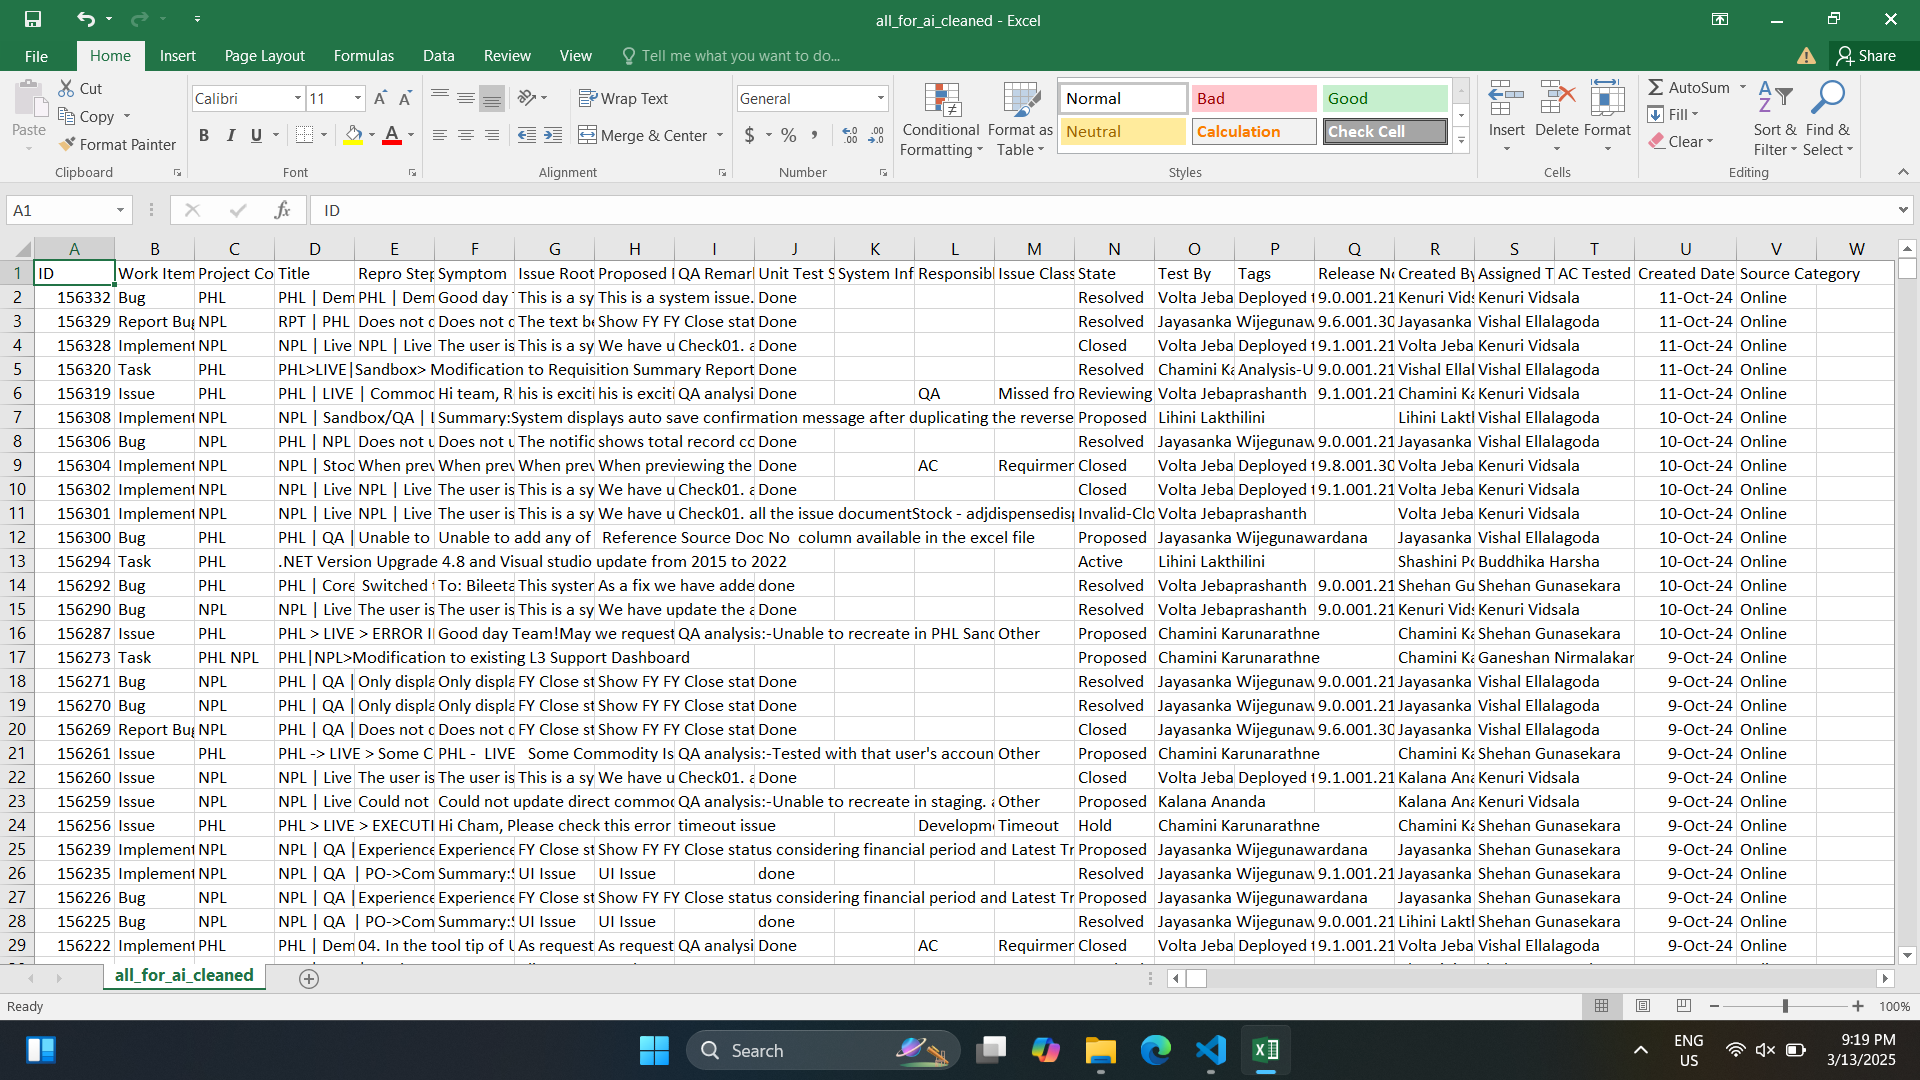 all_for_ai_cleaned - Excel
File Home Insert Page Layout Formulas Data Review View Tell me what you want to do... Share
Paste Cut Copy Format Painter Clipboard
Calibri 11 Font
Wrap Text Merge & Center Alignment
General Number
Conditional Formatting Format as Table
Normal Bad Good
Neutral Calculation Check Cell
Styles
Insert Delete Format Cells
AutoSum Fill Clear Sort & Filter Find & Select Editing
A1 fx ID
A B C D E F G H I J K L M N O P Q R S T U V W
1 ID Work Item Project Co Title Repro Step Symptom Issue Root Proposed QA Remar Unit Test S System Inf Responsib Issue Class State Test By Tags Release No Created By Assigned T AC Tested Created Date Source Category
2 156332 Bug PHL PHL | Dem PHL | Dem Good day This is a sy This is a system issue. Done Resolved Volta Jeba Deployed t 9.0.001.21 Kenuri Vids Kenuri Vidsala 11-Oct-24 Online
3 156329 Report Bug NPL RPT | PHL Does not d Does not d The text be Show FY FY Close stat Done Resolved Jayasanka Wijegunaw 9.6.001.30 Jayasanka Vishal Ellalagoda 11-Oct-24 Online
4 156328 Implement NPL NPL | Live NPL | Live The user is This is a sy We have u Check01. a Done Closed Volta Jeba Deployed t 9.1.001.21 Volta Jeba Kenuri Vidsala 11-Oct-24 Online
5 156320 Task PHL PHL>LIVE|Sandbox> Modification to Requisition Summary Report Done Resolved Chamini Ka Analysis-U 9.0.001.21 Vishal Ellal Vishal Ellalagoda 11-Oct-24 Online
6 156319 Issue PHL PHL | LIVE | Commod Hi team, R his is exciti his is exciti QA analysi Done QA Missed fro Reviewing Volta Jebaprashanth 9.1.001.21 Chamini Ka Kenuri Vidsala 11-Oct-24 Online
7 156308 Implement NPL NPL | Sandbox/QA | L Summary:System displays auto save confirmation message after duplicating the reverse Proposed Lihini Lakthilini Lihini Lakth Vishal Ellalagoda 10-Oct-24 Online
8 156306 Bug NPL PHL | NPL Does not u Does not u The notific shows total record co Done Resolved Jayasanka Wijegunaw 9.0.001.21 Jayasanka Vishal Ellalagoda 10-Oct-24 Online
9 156304 Implement NPL NPL | Stoc When prev When prev When prev When previewing the Done AC Requirmer Closed Volta Jeba Deployed t 9.8.001.30 Volta Jeba Kenuri Vidsala 10-Oct-24 Online
10 156302 Implement NPL NPL | Live NPL | Live The user is This is a sy We have u Check01. a Done Closed Volta Jeba Deployed t 9.1.001.21 Volta Jeba Kenuri Vidsala 10-Oct-24 Online
11 156301 Implement NPL NPL | Live NPL | Live The user is This is a sy We have u Check01. all the issue documentStock - adjdispensedisp Invalid-Clo Volta Jebaprashanth Volta Jeba Kenuri Vidsala 10-Oct-24 Online
12 156300 Bug PHL PHL | QA | Unable to Unable to add any of Reference Source Doc No column available in the excel file Proposed Jayasanka Wijegunawardana Jayasanka Vishal Ellalagoda 10-Oct-24 Online
13 156294 Task PHL .NET Version Upgrade 4.8 and Visual studio update from 2015 to 2022 Active Lihini Lakthilini Shashini Po Buddhika Harsha 10-Oct-24 Online
14 156292 Bug PHL PHL | Core Switched t To: Bileeta This system As a fix we have adde done Resolved Volta Jebaprashanth 9.0.001.21 Shehan Gu Shehan Gunasekara 10-Oct-24 Online
15 156290 Bug NPL NPL | Live The user is The user is This is a sy We have update the a Done Resolved Volta Jebaprashanth 9.0.001.21 Kenuri Vids Kenuri Vidsala 10-Oct-24 Online
16 156287 Issue PHL PHL > LIVE > ERROR I Good day Team!May we request QA analysis:-Unable to recreate in PHL Sand Other Proposed Chamini Karunarathne Chamini Ka Shehan Gunasekara 10-Oct-24 Online
17 156273 Task PHL NPL PHL|NPL>Modification to existing L3 Support Dashboard Proposed Chamini Karunarathne Chamini Ka Ganeshan Nirmalakar 9-Oct-24 Online
18 156271 Bug NPL PHL | QA | Only displa Only displa FY Close st Show FY FY Close stat Done Resolved Jayasanka Wijegunaw 9.0.001.21 Jayasanka Vishal Ellalagoda 9-Oct-24 Online
19 156270 Bug NPL PHL | QA | Only displa Only displa FY Close st Show FY FY Close stat Done Resolved Jayasanka Wijegunaw 9.0.001.21 Jayasanka Vishal Ellalagoda 9-Oct-24 Online
20 156269 Report Bug NPL PHL | QA | Does not d Does not d FY Close st Show FY FY Close stat Done Closed Jayasanka Wijegunaw 9.6.001.30 Jayasanka Vishal Ellalagoda 9-Oct-24 Online
21 156261 Issue PHL PHL -> LIVE > Some C PHL - LIVE Some Commodity Is QA analysis:-Tested with that user's accoun Other Proposed Chamini Karunarathne Chamini Ka Shehan Gunasekara 9-Oct-24 Online
22 156260 Issue NPL NPL | Live The user is The user is This is a sy We have u Check01. a Done Closed Volta Jeba Deployed t 9.1.001.21 Kalana Ana Kenuri Vidsala 9-Oct-24 Online
23 156259 Issue NPL NPL | Live Could not Could not update direct commod QA analysis:-Unable to recreate in staging. a Other Proposed Kalana Ananda Kalana Ana Kenuri Vidsala 9-Oct-24 Online
24 156256 Issue PHL PHL > LIVE > EXECUTI Hi Cham, Please check this error timeout issue Developm Timeout Hold Chamini Karunarathne Chamini Ka Shehan Gunasekara 9-Oct-24 Online
25 156239 Implement NPL NPL | QA | Experience Experience FY Close st Show FY FY Close status considering financial period and Latest Tr Proposed Jayasanka Wijegunawardana Jayasanka Shehan Gunasekara 9-Oct-24 Online
26 156235 Implement NPL NPL | QA | PO->Com Summary:S UI Issue UI Issue done Resolved Jayasanka Wijegunaw 9.1.001.21 Jayasanka Shehan Gunasekara 9-Oct-24 Online
27 156226 Bug NPL NPL | QA | Experience Experience FY Close st Show FY FY Close status considering financial period and Latest Tr Proposed Jayasanka Wijegunawardana Jayasanka Shehan Gunasekara 9-Oct-24 Online
28 156225 Bug NPL NPL | QA | PO->Com Summary:S UI Issue UI Issue done Resolved Jayasanka Wijegunaw 9.0.001.21 Lihini Lakth Shehan Gunasekara 9-Oct-24 Online
29 156222 Implement PHL PHL | Dem 04. In the tool tip of U As request As request QA analysi Done AC Requirmer Closed Volta Jeba Deployed t 9.1.001.21 Volta Jeba Vishal Ellalagoda 9-Oct-24 Online
all_for_ai_cleaned
Ready 100%
Search ENG US 9:19 PM 3/13/2025